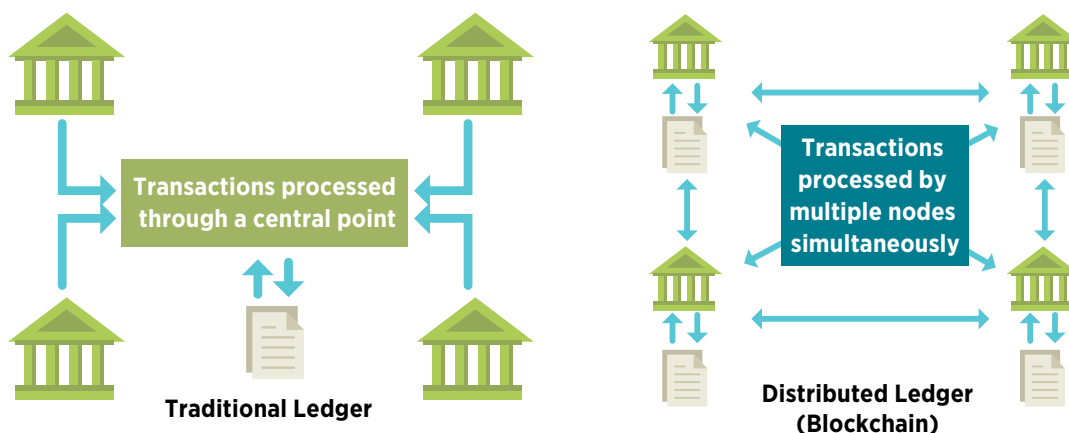 Transactions processed
through a central point
Traditional Ledger
Transactions
processed by
multiple nodes
simultaneously
Distributed Ledger
(Blockchain)